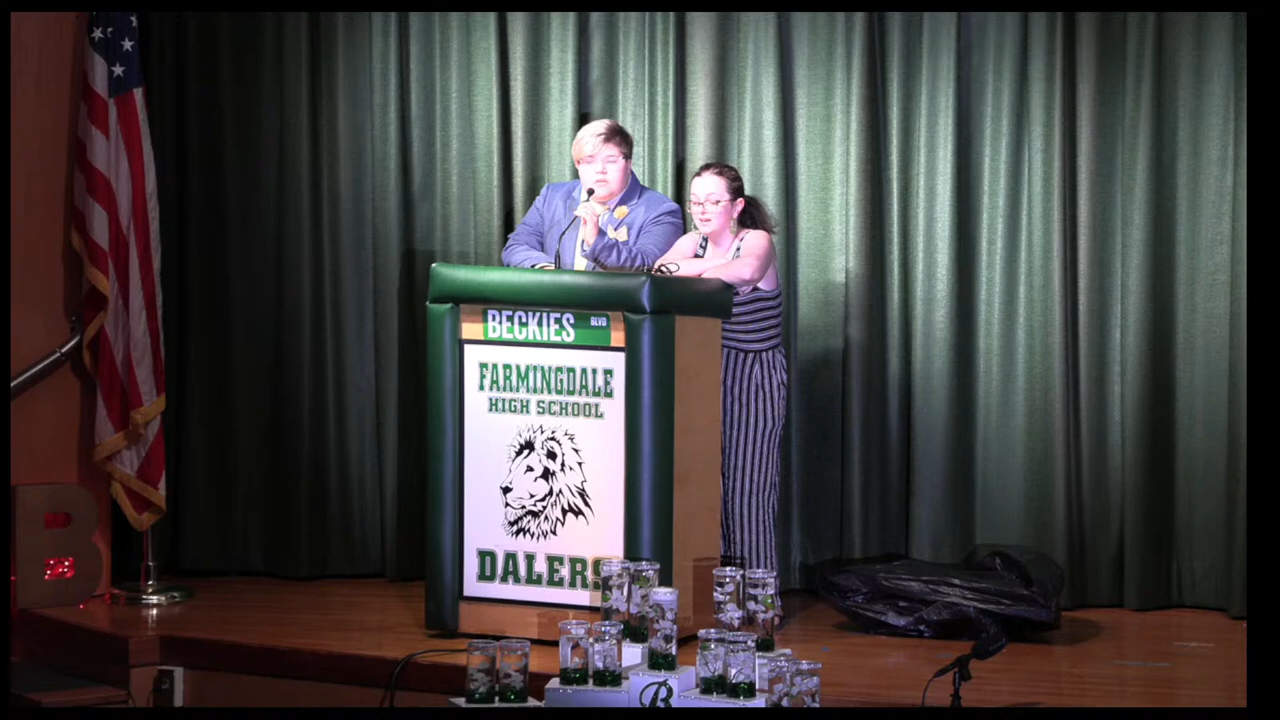 BECKIES BLVD
FARMINGDALE
HIGH SCHOOL
DALERS
B
B